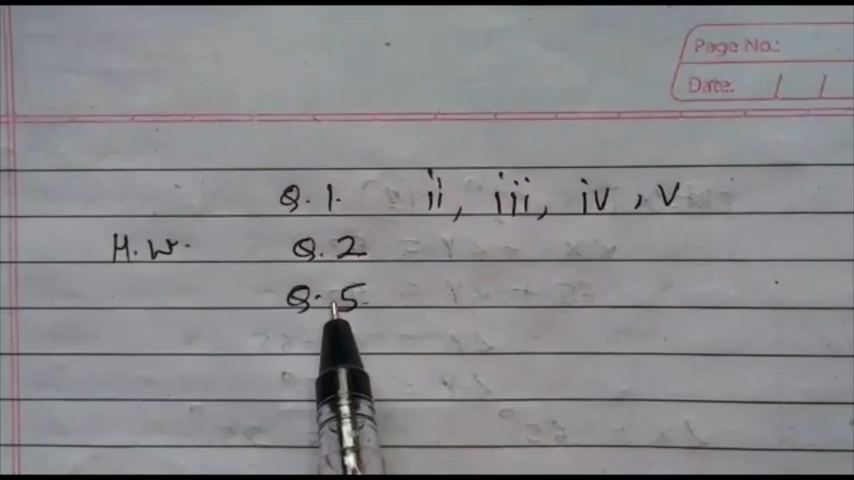 Page No.:
Date. / /
Q. 1. ii, iii, iv, v
H.W. Q. 2
Q. 5